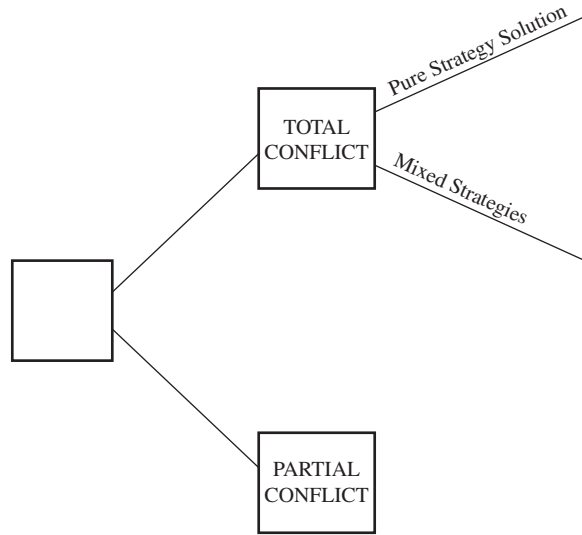 Pure Strategy Solution
TOTAL
CONFLICT
Mixed Strategies
PARTIAL
CONFLICT